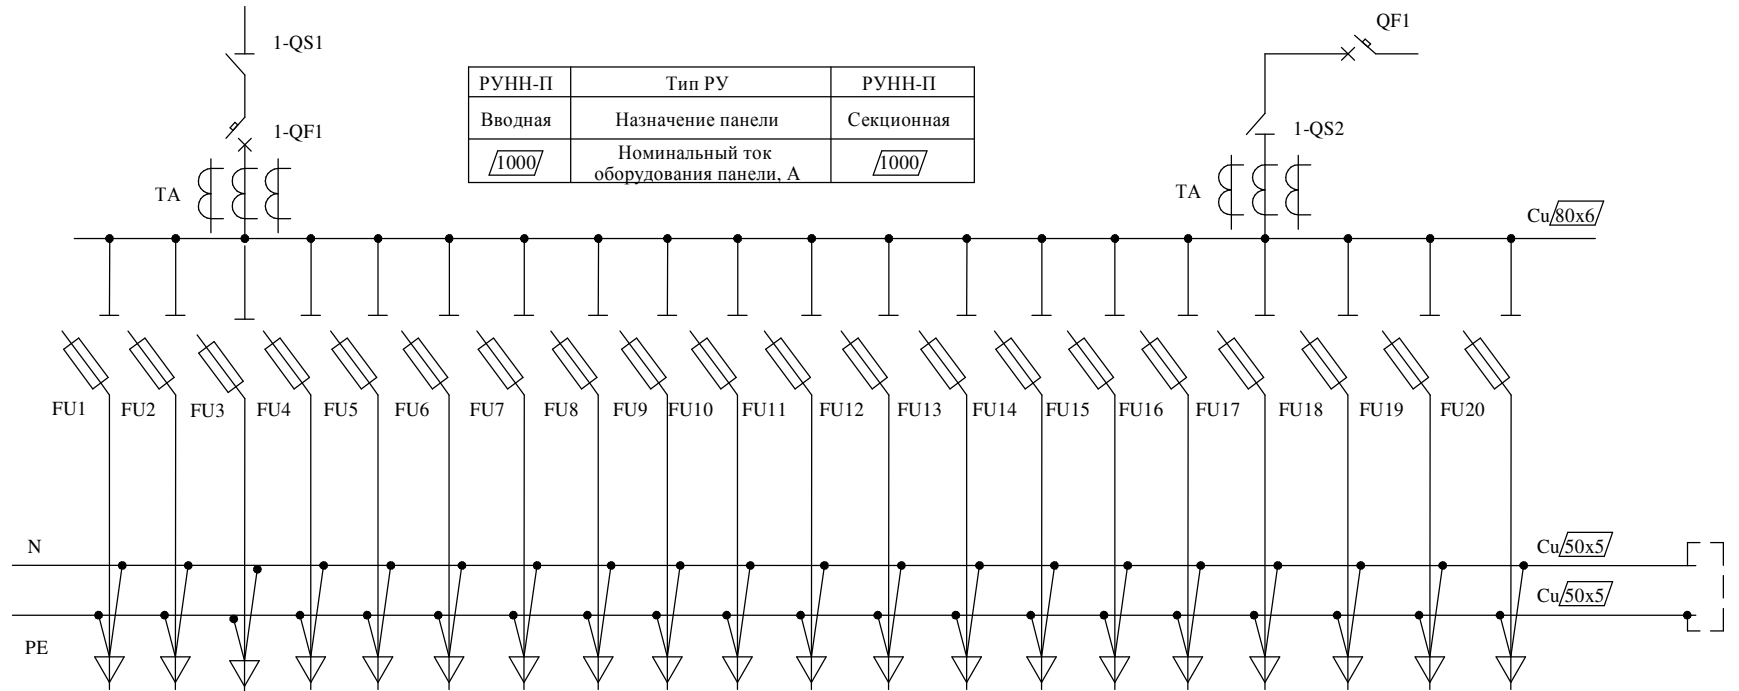 QF1
1-QS1
РУНН-П Тип РУ РУНН-П
Вводная Назначение панели Секционная
1-QF1
1-QS2
1000 Номинальный ток 1000
оборудования панели, А
TA
TA
Cu 80x6
FU1 FU2 FU3 FU4 FU5 FU6 FU7 FU8 FU9 FU10 FU11 FU12 FU13 FU14 FU15 FU16 FU17 FU18 FU19 FU20
N
Cu 50x5
Cu 50x5
PE